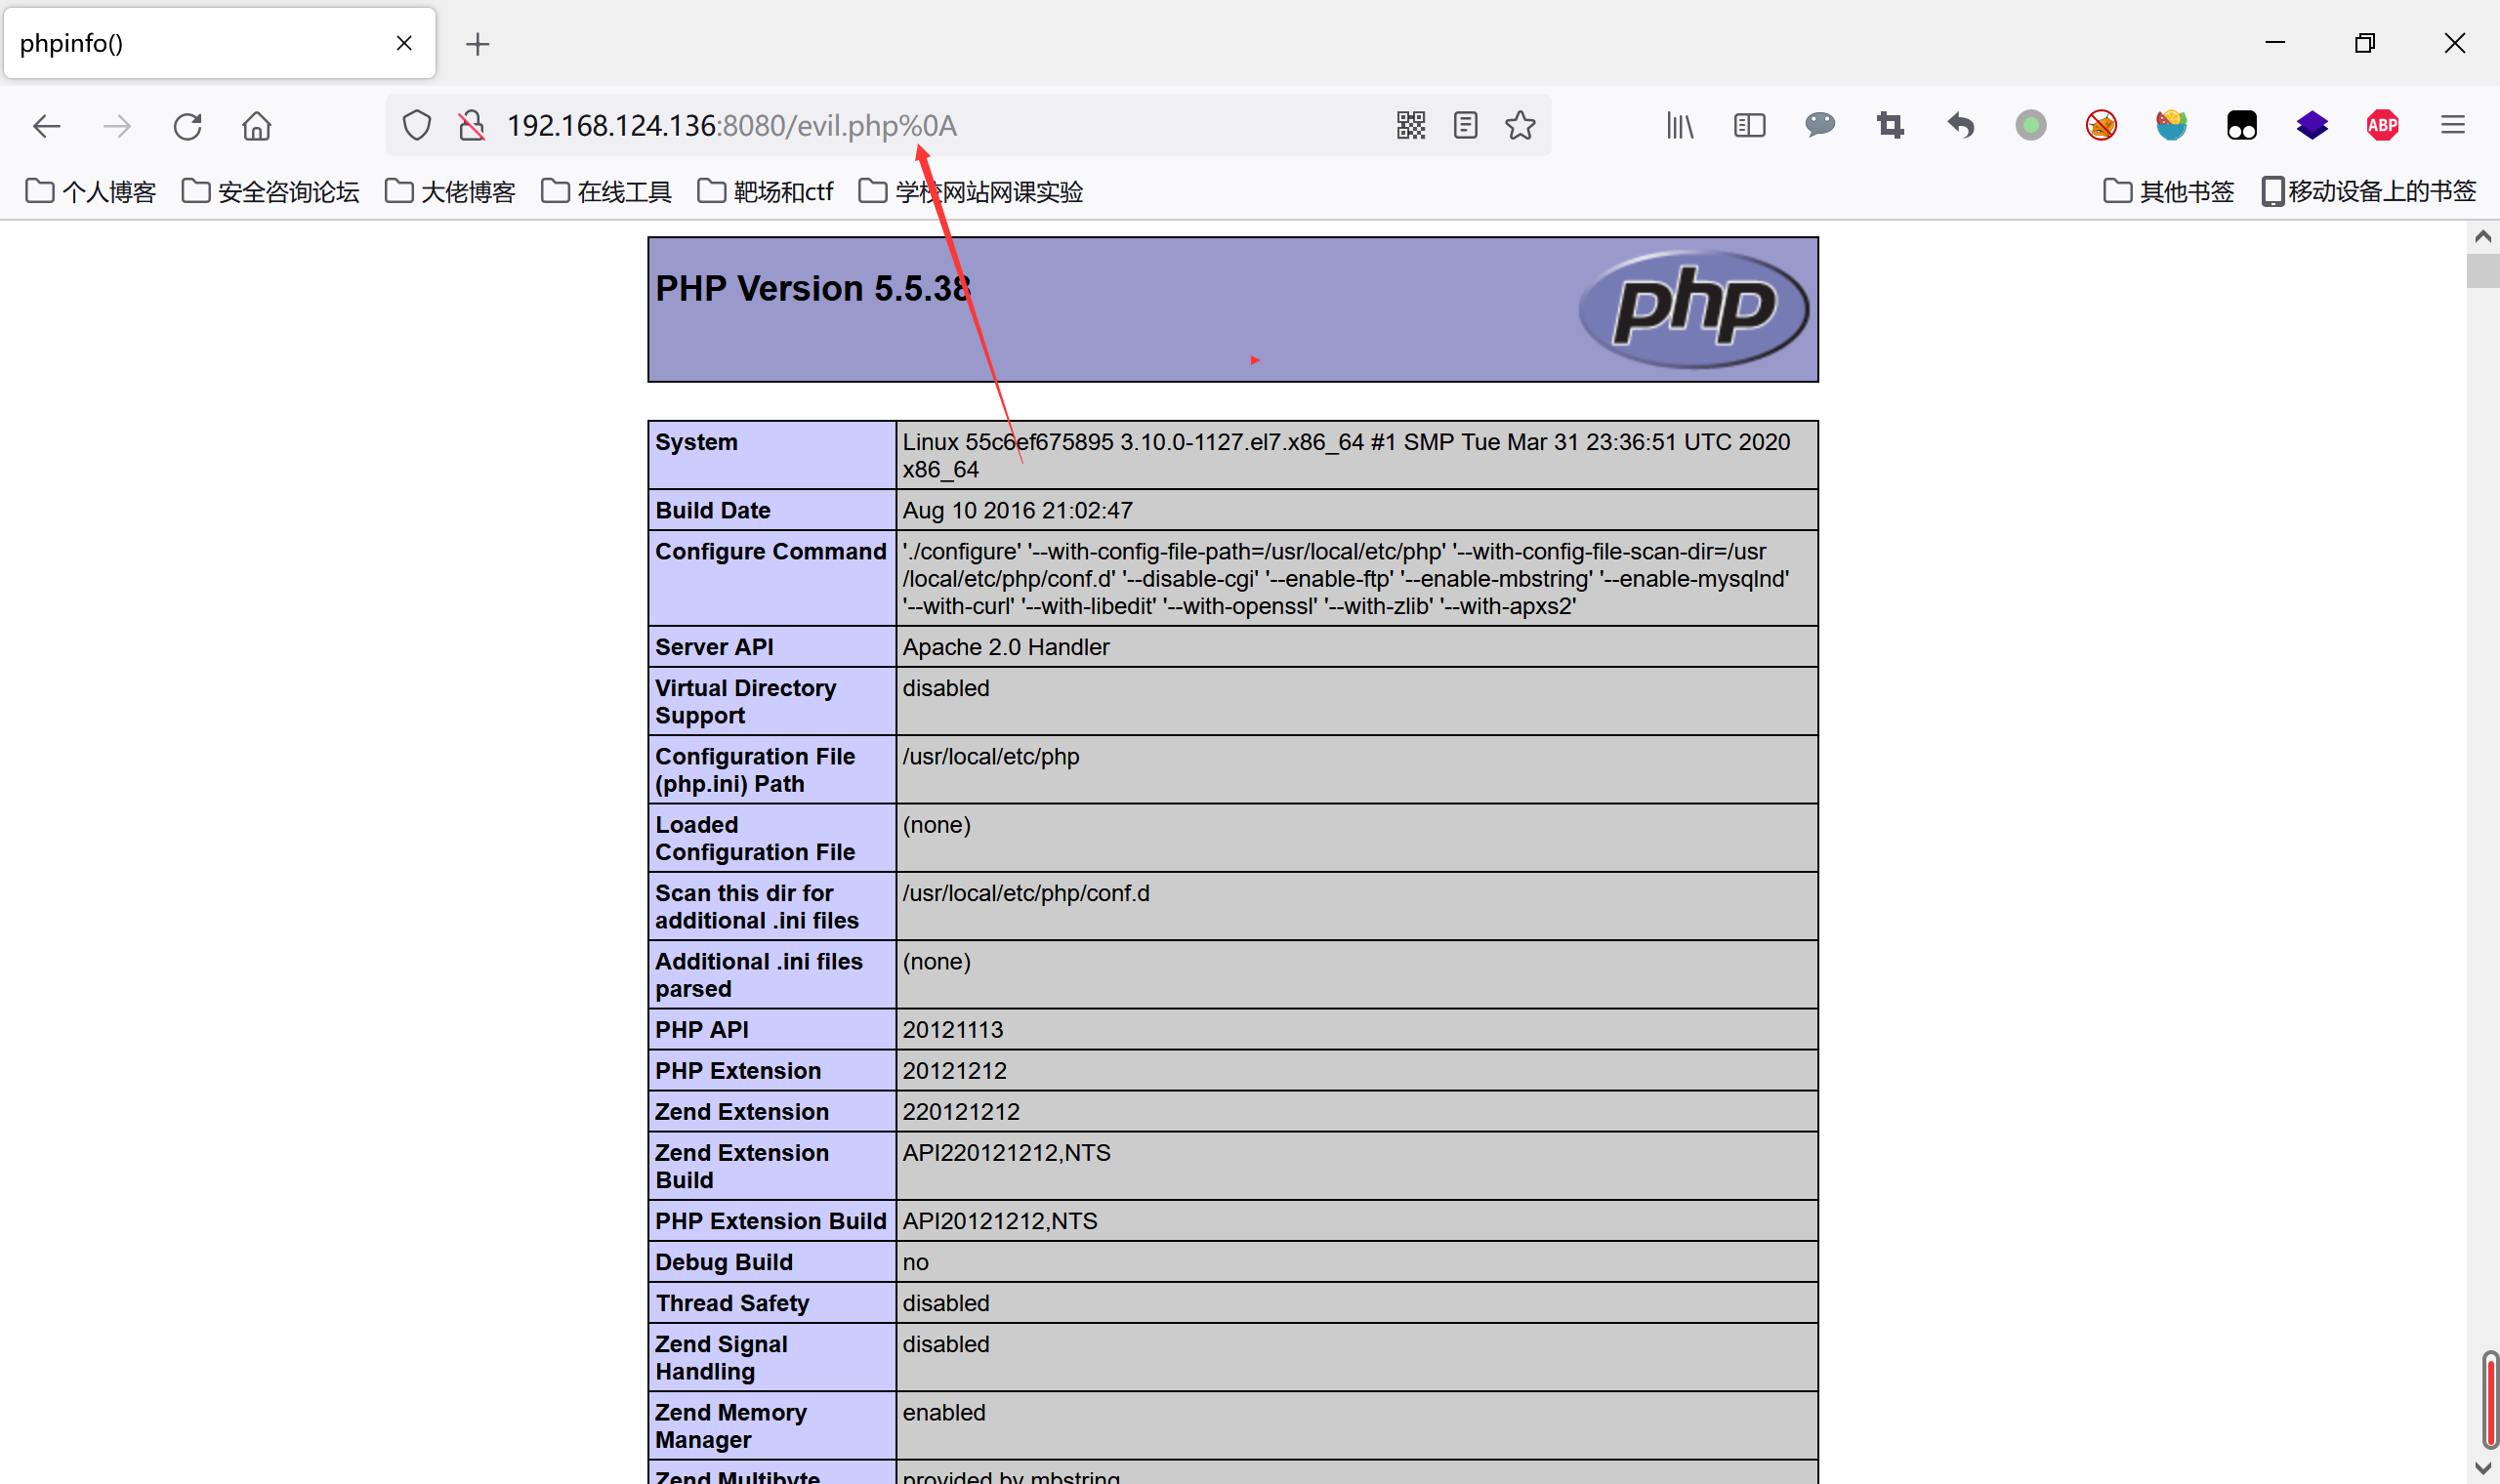 phpinfo()
192.168.124.136:8080/evil.php%0A
ABP
个人博客 安全咨询论坛 大佬博客 在线工具 靶场和ctf 学校网站网课实验 其他书签 移动设备上的书签
PHP Version 5.5.38
php
System Linux 55c6ef675895 3.10.0-1127.el7.x86_64 #1 SMP Tue Mar 31 23:36:51 UTC 2020
x86_64
Build Date Aug 10 2016 21:02:47
Configure Command './configure' '--with-config-file-path=/usr/local/etc/php' '--with-config-file-scan-dir=/usr
/local/etc/php/conf.d' '--disable-cgi' '--enable-ftp' '--enable-mbstring' '--enable-mysqlnd'
'--with-curl' '--with-libedit' '--with-openssl' '--with-zlib' '--with-apxs2'
Server API Apache 2.0 Handler
Virtual Directory disabled
Support
Configuration File /usr/local/etc/php
(php.ini) Path
Loaded (none)
Configuration File
Scan this dir for /usr/local/etc/php/conf.d
additional .ini files
Additional .ini files (none)
parsed
PHP API 20121113
PHP Extension 20121212
Zend Extension 220121212
Zend Extension API220121212,NTS
Build
PHP Extension Build API20121212,NTS
Debug Build no
Thread Safety disabled
Zend Signal disabled
Handling
Zend Memory enabled
Manager
Zend Multibyte provided by mbstring